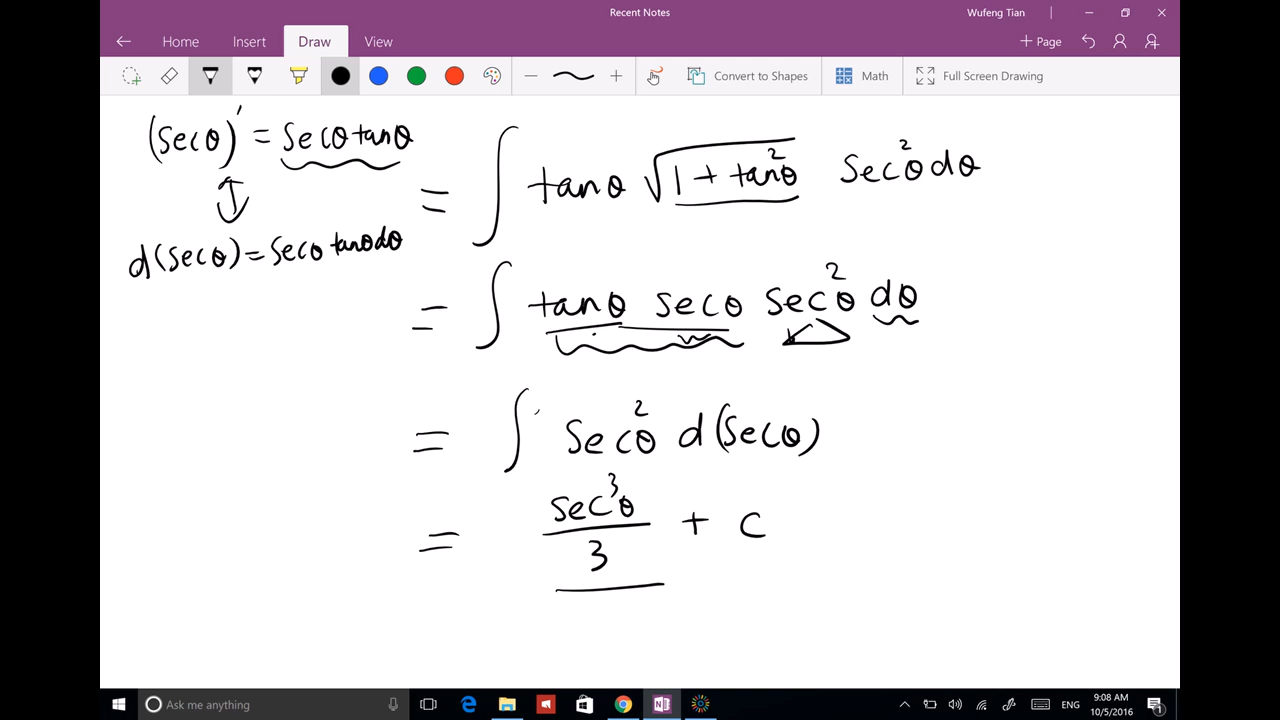 Recent Notes
Wufeng Tian
Home Insert Draw View
+ Page
Convert to Shapes Math Full Screen Drawing
(secθ)' = secθ tanθ
d(secθ) = secθ tanθ dθ
= ∫ tanθ √(1 + tan²θ) sec²θ dθ
= ∫ tanθ secθ sec²θ dθ
= ∫ sec²θ d(secθ)
= sec³θ/3 + c
Ask me anything
ENG
9:08 AM
10/5/2016
1